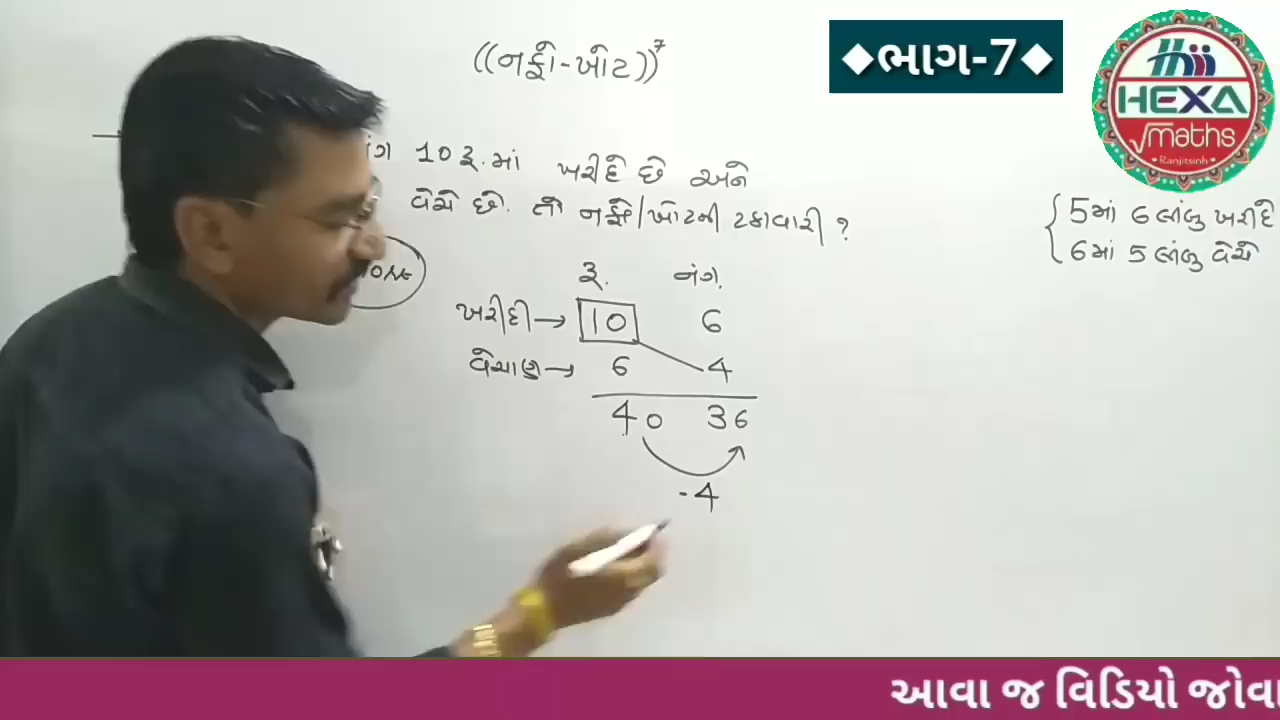 ((નફો-ખોટ))⁷
◆ભાગ-7◆
HEXA
√maths
Ranjitsinh
10 રૂ.માં ખરીદે છે અને
વેચે છે. તો નફો/ખોટની ટકાવારી ?
{ 5માં 6 લીંબુ ખરીદે
6માં 5 લીંબુ વેચે
રૂ. નંગ.
ખરીદી → 10 6
વેચાણ → 6 4
40 36
-4
આવા જ વિડિયો જોવા